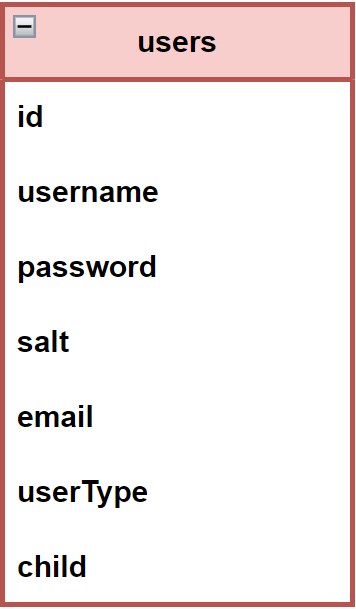 users
id
username
password
salt
email
userType
child